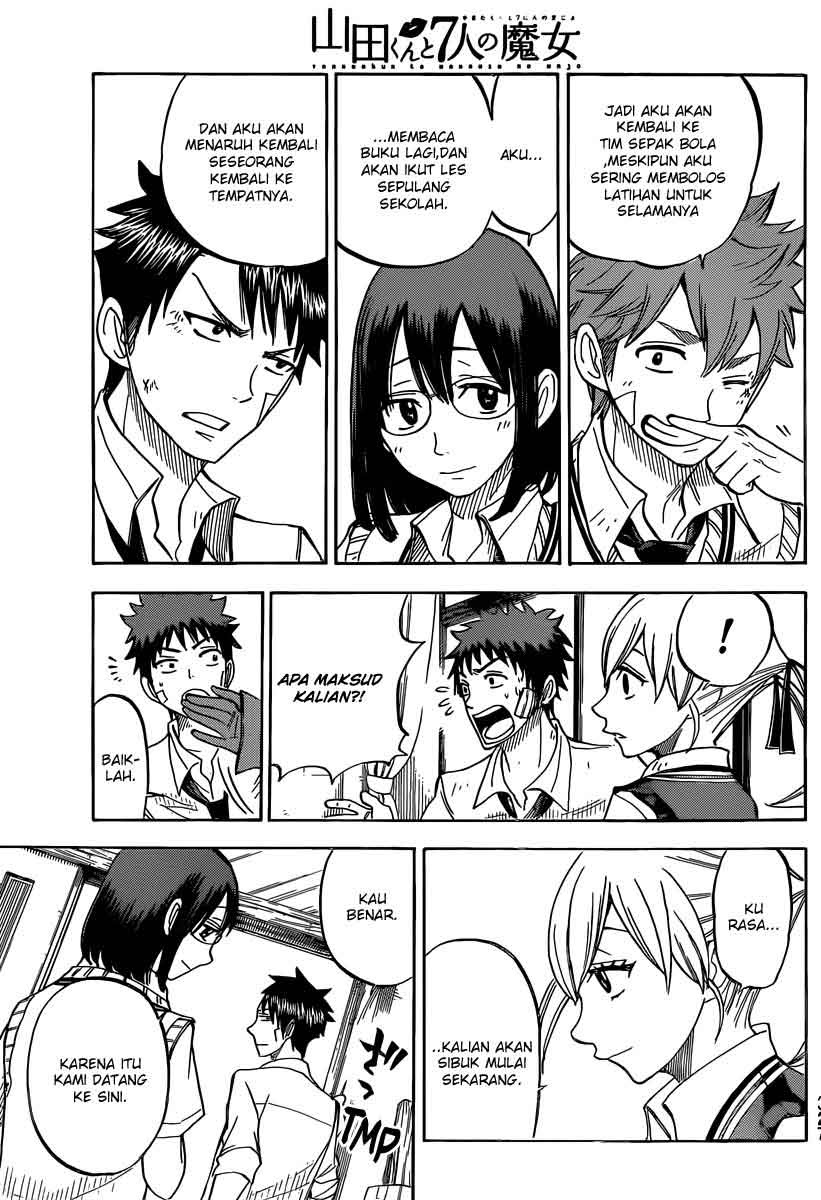 山田くんと7人の魔女
JADI AKU AKAN
KEMBALI KE
TIM SEPAK BOLA
,MESKIPUN AKU
SERING MEMBOLOS
LATIHAN UNTUK
SELAMANYA
AKU...
...MEMBACA
BUKU LAGI,DAN
AKAN IKUT LES
SEPULANG
SEKOLAH.
DAN AKU AKAN
MENARUH KEMBALI
SESEORANG
KEMBALI KE
TEMPATNYA.
!
APA MAKSUD
KALIAN?!
BAIK-
LAH.
KU
RASA...
..KALIAN AKAN
SIBUK MULAI
SEKARANG.
KAU
BENAR.
KARENA ITU
KAMI DATANG
KE SINI.
ざっ
TMP